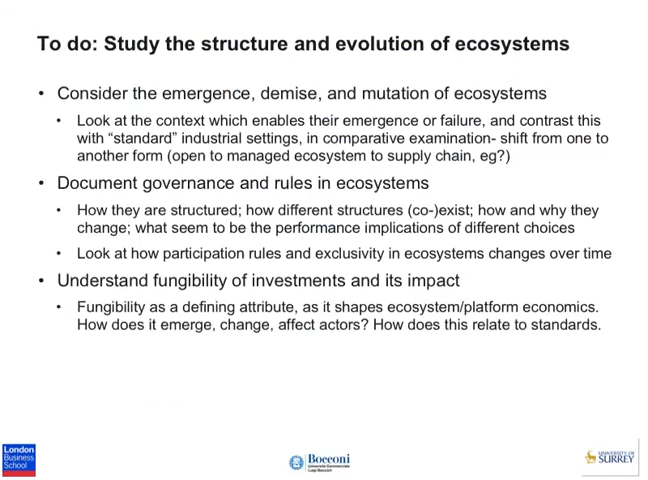 To do: Study the structure and evolution of ecosystems
• Consider the emergence, demise, and mutation of ecosystems
• Look at the context which enables their emergence or failure, and contrast this
with “standard” industrial settings, in comparative examination- shift from one to
another form (open to managed ecosystem to supply chain, eg?)
• Document governance and rules in ecosystems
• How they are structured; how different structures (co-)exist; how and why they
change; what seem to be the performance implications of different choices
• Look at how participation rules and exclusivity in ecosystems changes over time
• Understand fungibility of investments and its impact
• Fungibility as a defining attribute, as it shapes ecosystem/platform economics.
How does it emerge, change, affect actors? How does this relate to standards.
London
Business
School
Bocconi
Università Commerciale
Luigi Bocconi
UNIVERSITY OF
SURREY